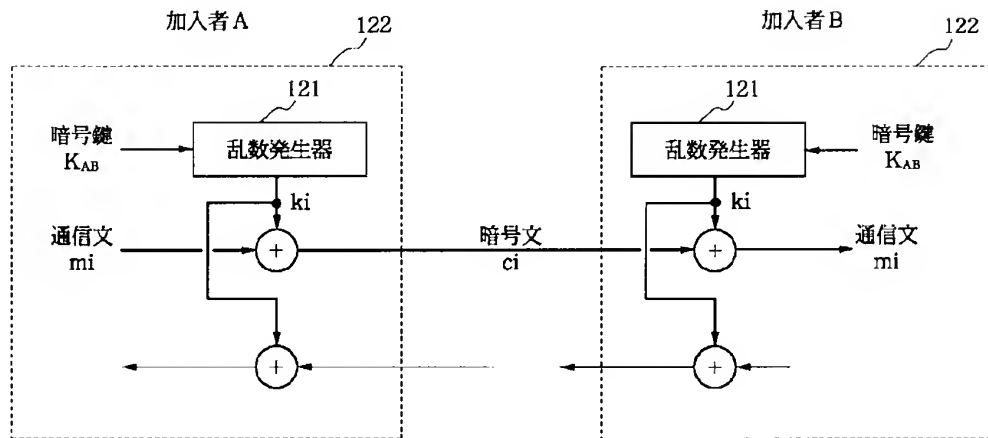 加入者A
122
加入者B
122
121
121
暗号鍵
KAB
乱数発生器
乱数発生器
暗号鍵
KAB
ki
ki
通信文
mi
+
暗号文
ci
+
通信文
mi
+
+